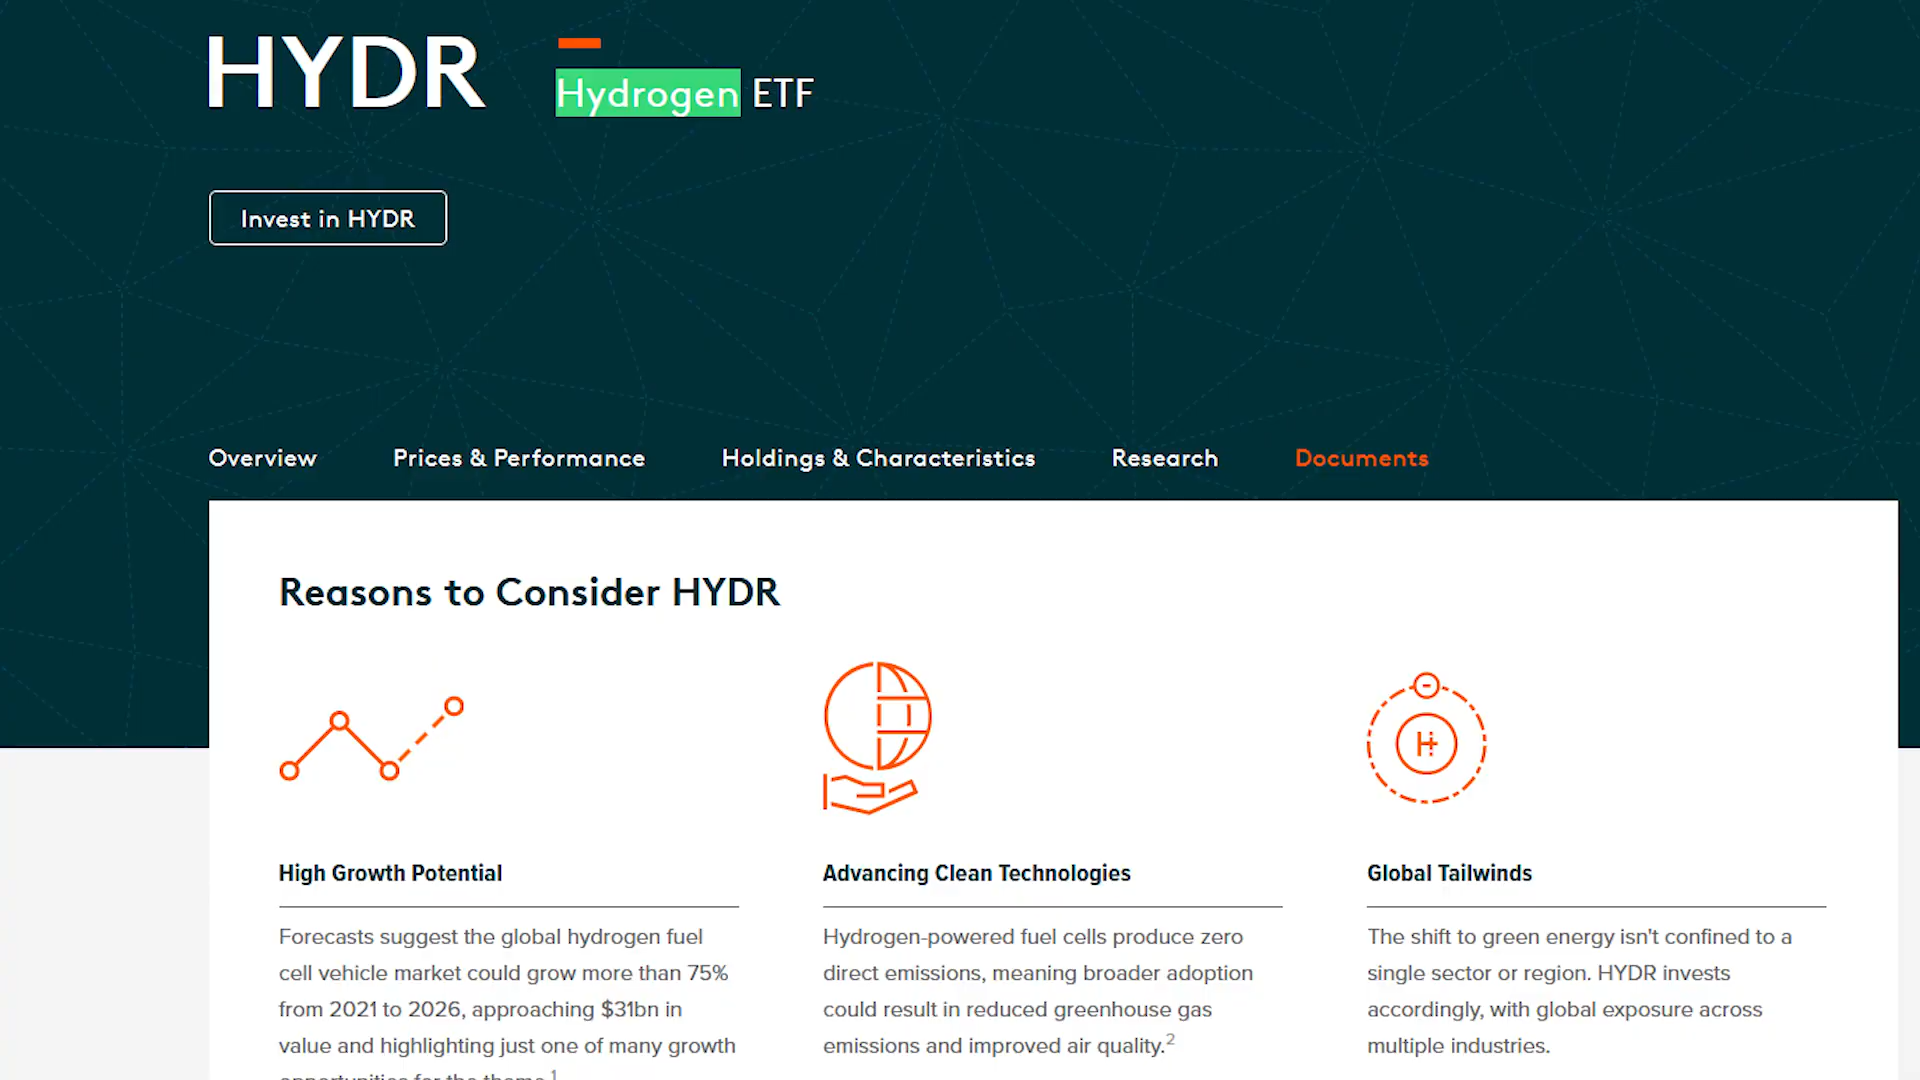 HYDR
Hydrogen ETF
Invest in HYDR
Overview
Prices & Performance
Holdings & Characteristics
Research
Documents
Reasons to Consider HYDR
H+
High Growth Potential
Forecasts suggest the global hydrogen fuel
cell vehicle market could grow more than 75%
from 2021 to 2026, approaching $31bn in
value and highlighting just one of many growth
opportunities for the theme.1
Advancing Clean Technologies
Hydrogen-powered fuel cells produce zero
direct emissions, meaning broader adoption
could result in reduced greenhouse gas
emissions and improved air quality.2
Global Tailwinds
The shift to green energy isn't confined to a
single sector or region. HYDR invests
accordingly, with global exposure across
multiple industries.